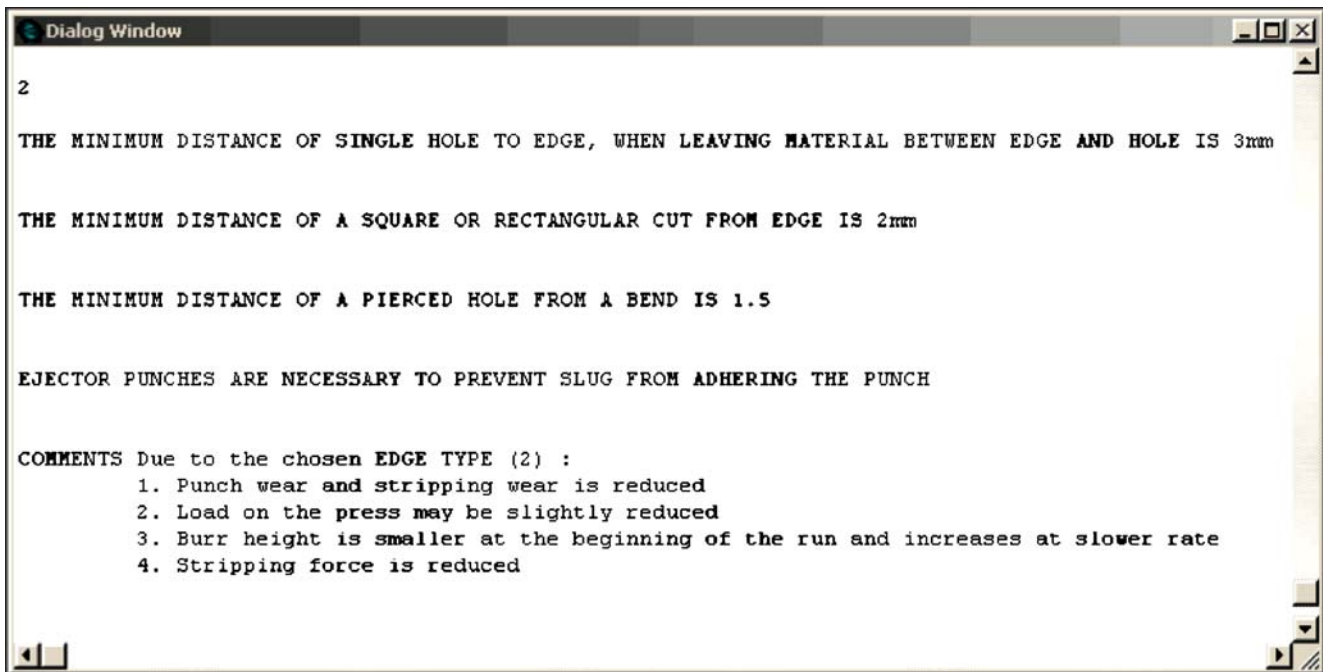 Dialog Window
2
THE MINIMUM DISTANCE OF SINGLE HOLE TO EDGE, WHEN LEAVING MATERIAL BETWEEN EDGE AND HOLE IS 3mm
THE MINIMUM DISTANCE OF A SQUARE OR RECTANGULAR CUT FROM EDGE IS 2mm
THE MINIMUM DISTANCE OF A PIERCED HOLE FROM A BEND IS 1.5
EJECTOR PUNCHES ARE NECESSARY TO PREVENT SLUG FROM ADHERING THE PUNCH
COMMENTS Due to the chosen EDGE TYPE (2) :
1. Punch wear and stripping wear is reduced
2. Load on the press may be slightly reduced
3. Burr height is smaller at the beginning of the run and increases at slower rate
4. Stripping force is reduced